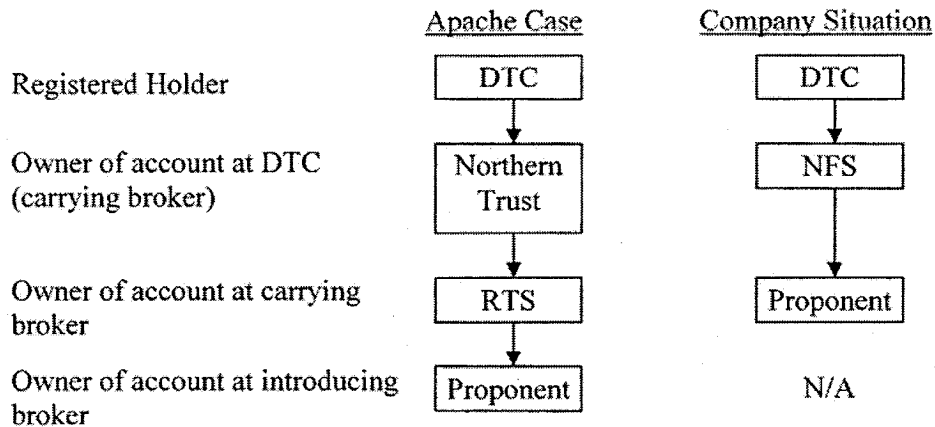 Apache Case Company Situation
Registered Holder DTC DTC
Owner of account at DTC Northern NFS
(carrying broker) Trust
Owner of account at carrying RTS Proponent
broker
Owner of account at introducing Proponent N/A
broker